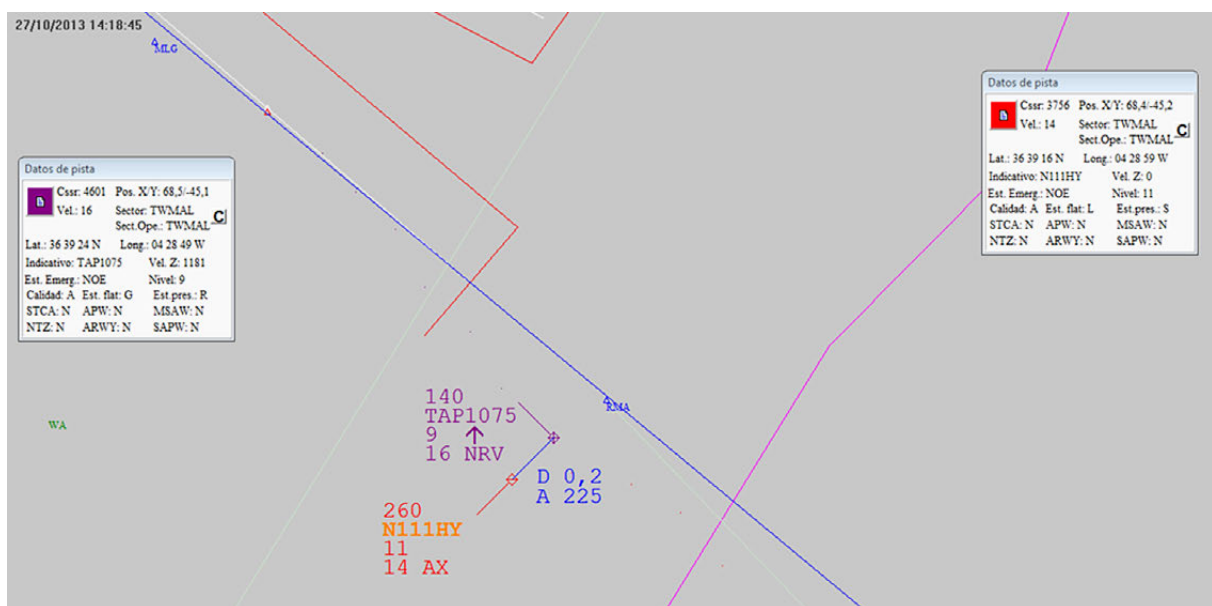 27/10/2013 14:18:45
MLG
Datos de pista
Cssr: 4601 Pos. X/Y: 68,5/-45,1
Vel.: 16 Sector: TWMAL
Sect.Ope.: TWMAL C
Lat.: 36 39 24 N Long.: 04 28 49 W
Indicativo: TAP1075 Vel. Z: 1181
Est. Emerg.: NOE Nivel: 9
Calidad: A Est. flat: G Est.pres.: R
STCA: N APW: N MSAW: N
NTZ: N ARWY: N SAPW: N
Datos de pista
Cssr: 3756 Pos. X/Y: 68,4/-45,2
Vel.: 14 Sector: TWMAL
Sect.Ope.: TWMAL C
Lat.: 36 39 16 N Long.: 04 28 59 W
Indicativo: N111HY Vel. Z: 0
Est. Emerg.: NOE Nivel: 11
Calidad: A Est. flat: L Est.pres.: S
STCA: N APW: N MSAW: N
NTZ: N ARWY: N SAPW: N
WA
140
TAP1075
9 ↑
16 NRV
RMA
D 0,2
A 225
260
N111HY
11
14 AX